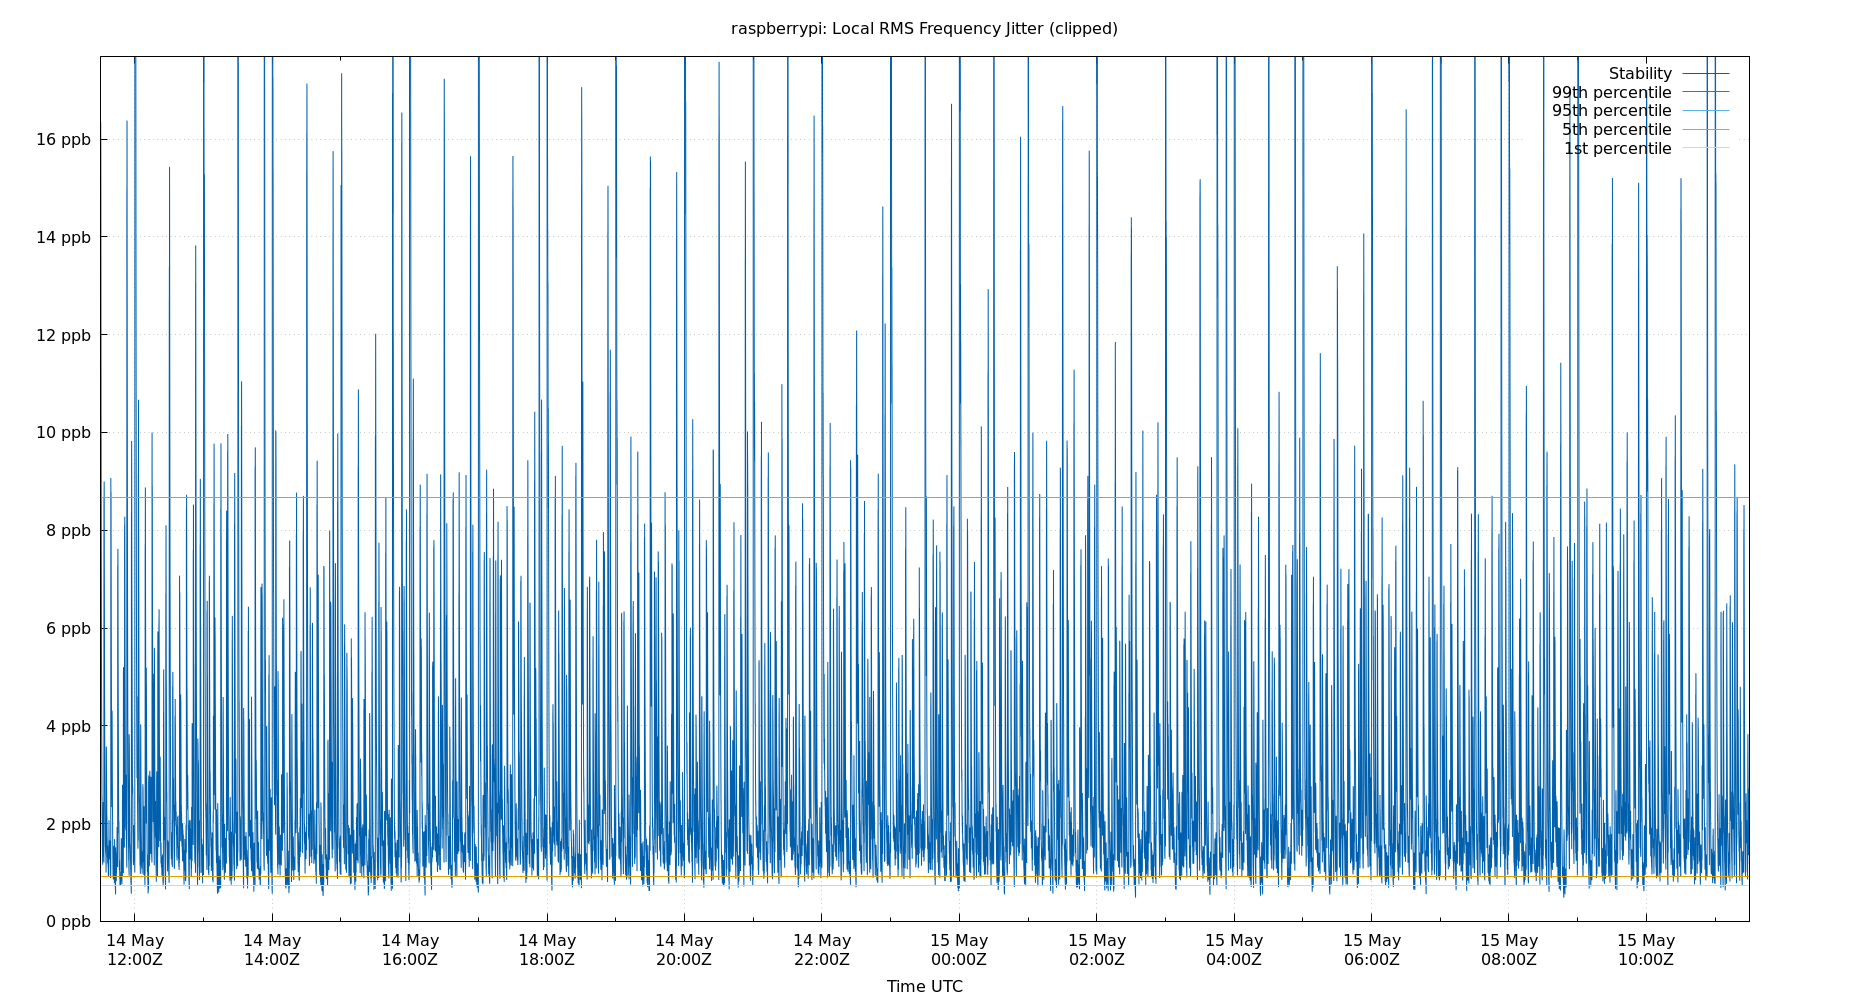 raspberrypi: Local RMS Frequency Jitter (clipped)
Stability
99th percentile
95th percentile
5th percentile
1st percentile
16 ppb
14 ppb
12 ppb
10 ppb
8 ppb
6 ppb
4 ppb
2 ppb
0 ppb
14 May 14 May 14 May 14 May 14 May 14 May 15 May 15 May 15 May 15 May 15 May 15 May
12:00Z 14:00Z 16:00Z 18:00Z 20:00Z 22:00Z 00:00Z 02:00Z 04:00Z 06:00Z 08:00Z 10:00Z
Time UTC